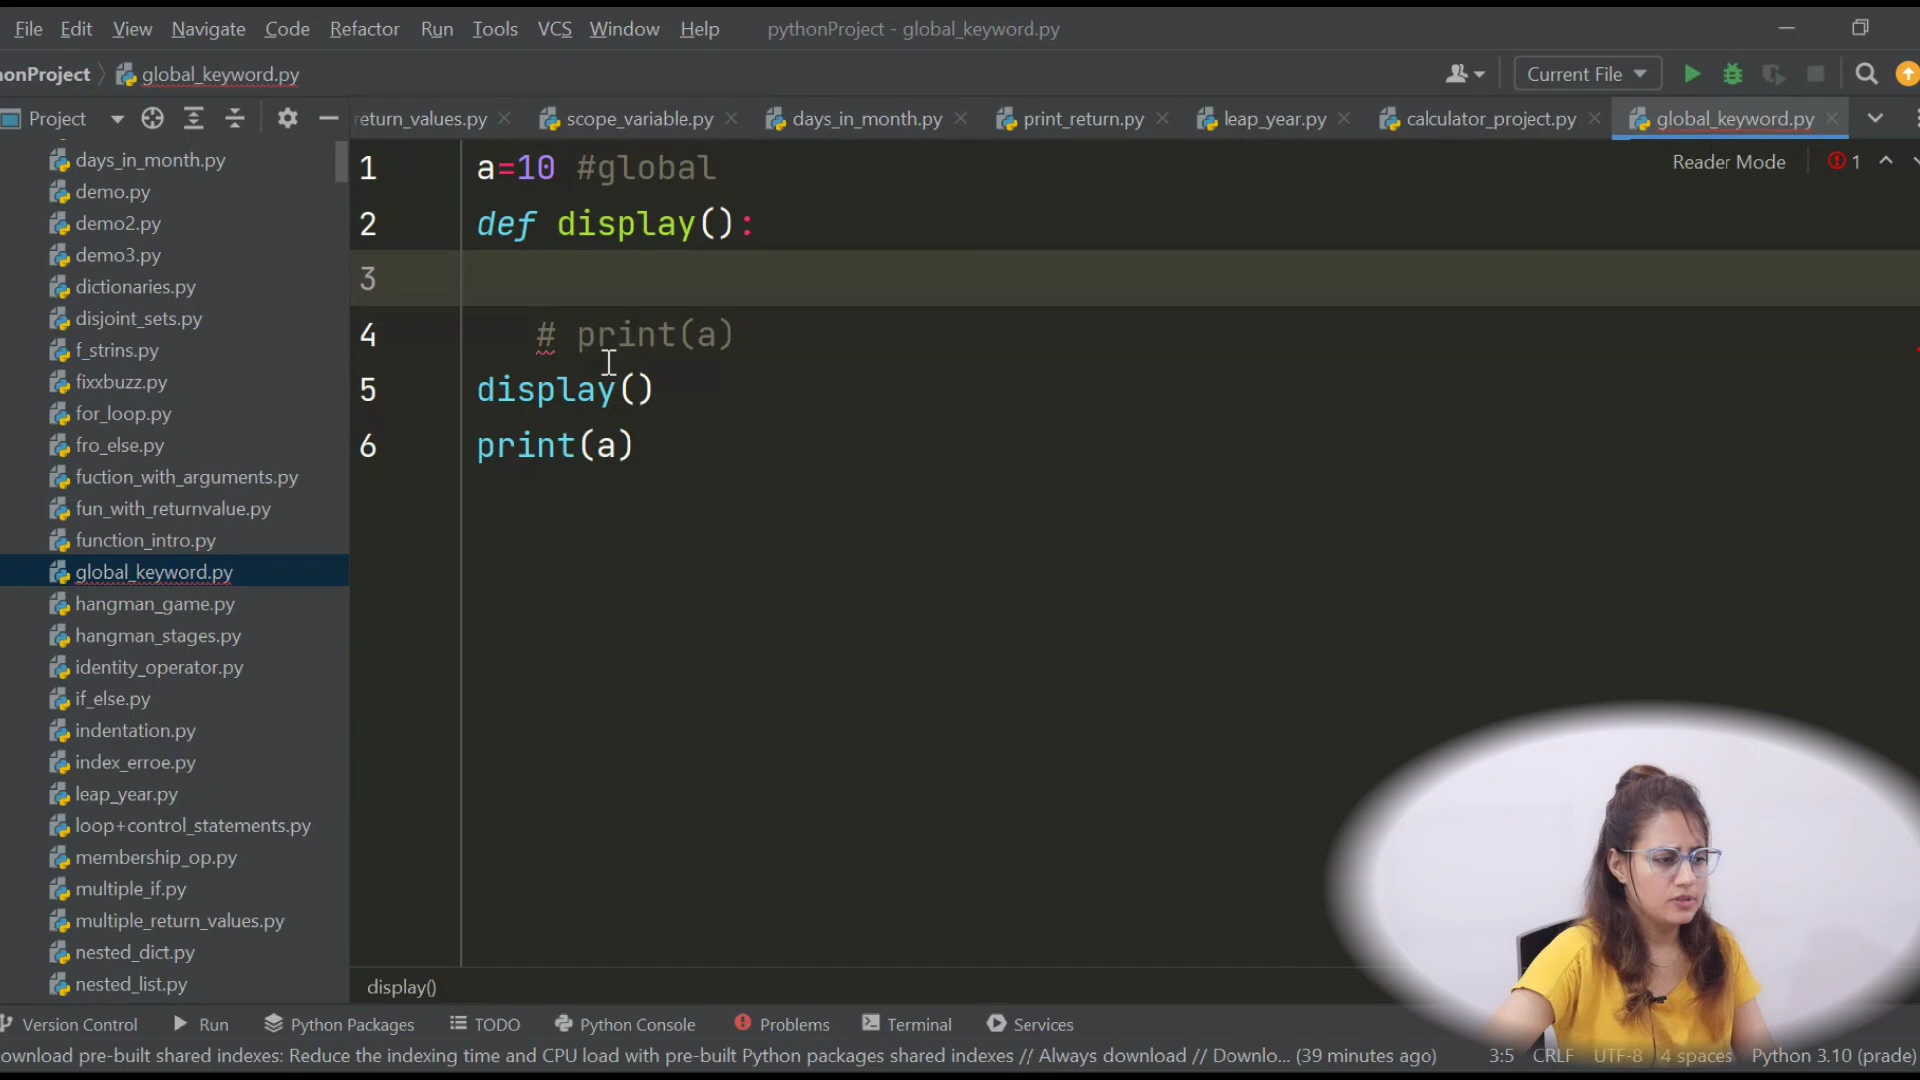 File Edit View Navigate Code Refactor Run Tools VCS Window Help pythonProject - global_keyword.py
onProject global_keyword.py Current File
Project return_values.py scope_variable.py days_in_month.py print_return.py leap_year.py calculator_project.py global_keyword.py
Reader Mode 1
days_in_month.py
demo.py
demo2.py
demo3.py
dictionaries.py
disjoint_sets.py
f_strins.py
fixxbuzz.py
for_loop.py
fro_else.py
fuction_with_arguments.py
fun_with_returnvalue.py
function_intro.py
global_keyword.py
hangman_game.py
hangman_stages.py
identity_operator.py
if_else.py
indentation.py
index_erroe.py
leap_year.py
loop+control_statements.py
membership_op.py
multiple_if.py
multiple_return_values.py
nested_dict.py
nested_list.py
1 a=10 #global
2 def display():
3
4 # print(a)
5 display()
6 print(a)
display()
Version Control Run Python Packages TODO Python Console Problems Terminal Services
ownload pre-built shared indexes: Reduce the indexing time and CPU load with pre-built Python packages shared indexes // Always download // Downlo... (39 minutes ago) 3:5 CRLF UTF-8 4 spaces Python 3.10 (prade)